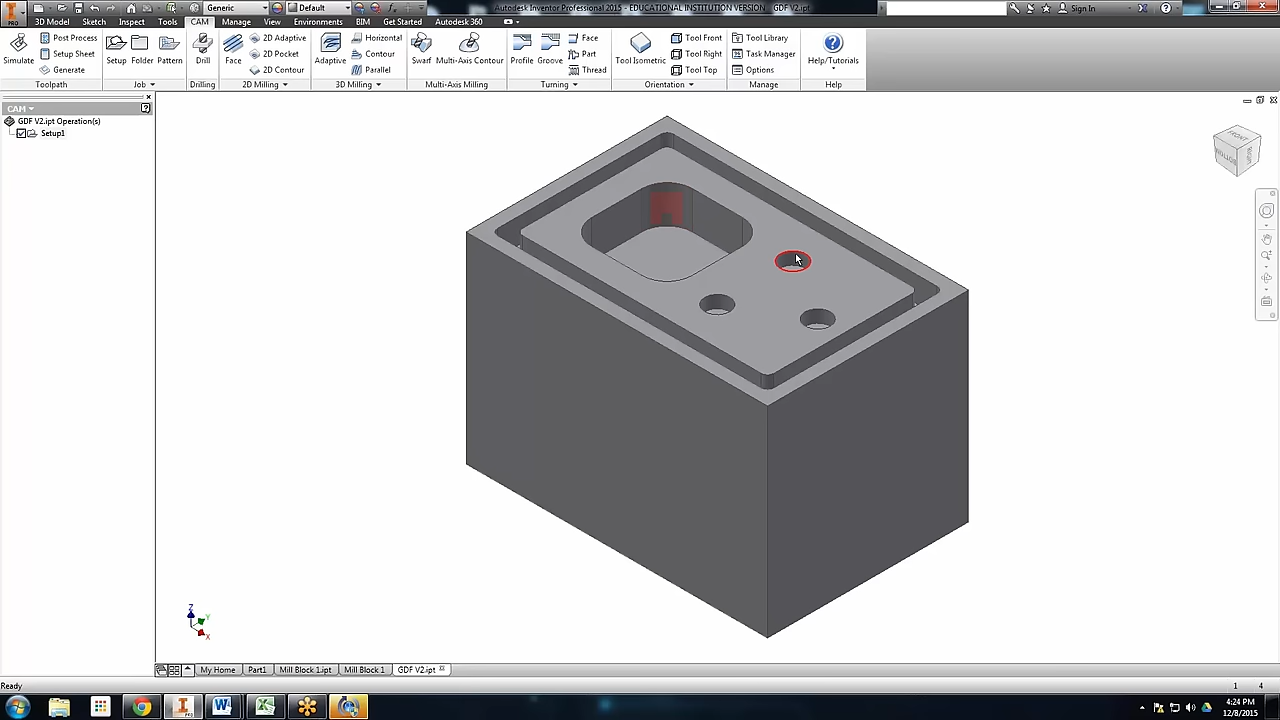 Generic
Default
Autodesk Inventor Professional 2015 - EDUCATIONAL INSTITUTION VERSION GDF V2.ipt
Sign In
PRO
3D Model Sketch Inspect Tools CAM Manage View Environments BIM Get Started Autodesk 360
Post Process 2D Adaptive Horizontal Face Tool Front Tool Library
Setup Sheet 2D Pocket Contour Part Tool Right Task Manager
Simulate Setup Folder Pattern Drill Face Adaptive Swarf Multi-Axis Contour Profile Groove Tool Isometric Help/Tutorials
Generate 2D Contour Parallel Thread Tool Top Options
Toolpath Job Drilling 2D Milling 3D Milling Multi-Axis Milling Turning Orientation Manage Help
CAM
GDF V2.ipt Operation(s)
Setup1
FRONT
RIGHT
BOTTOM
Z
Y
X
My Home Part1 Mill Block 1.ipt Mill Block 1 GDF V2.ipt
Ready
1 4
4:24 PM
12/8/2015